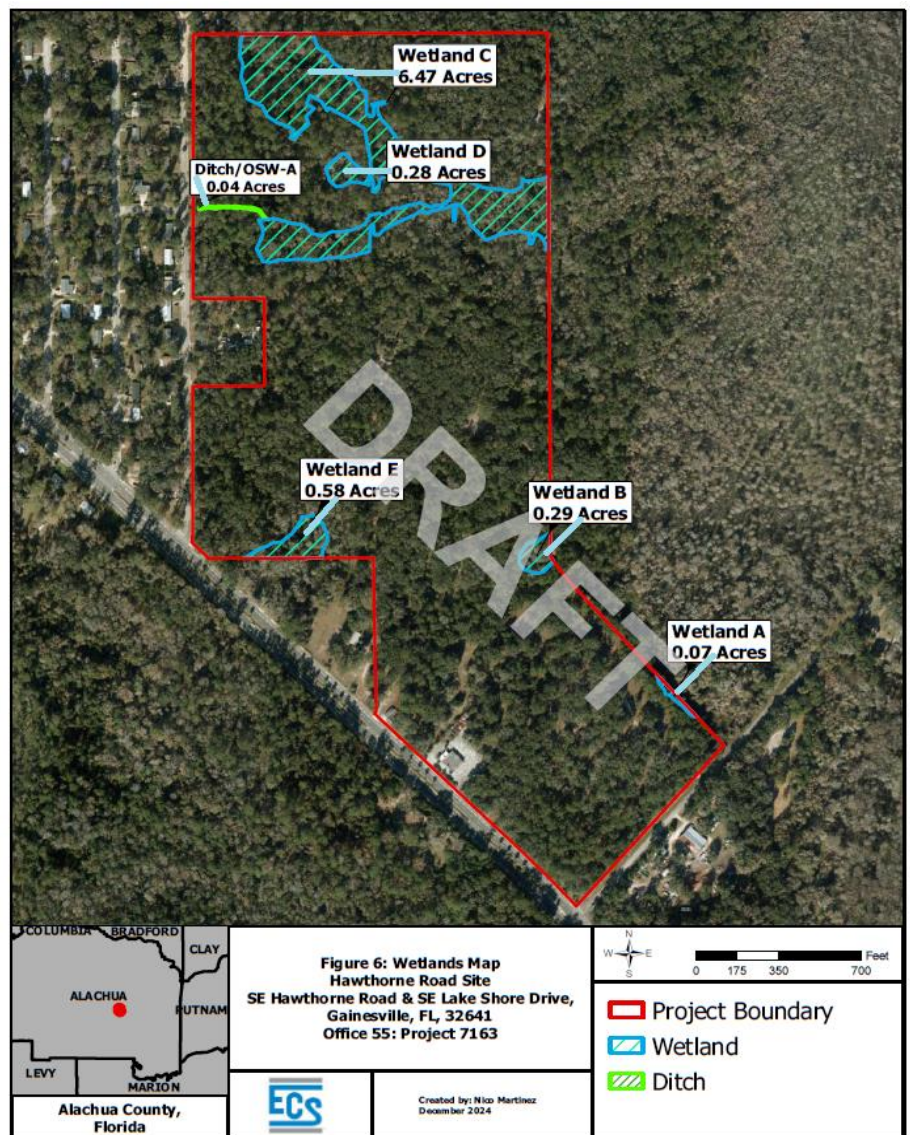 Wetland C
6.47 Acres
Wetland D
0.28 Acres
Ditch/OSW-A
0.04 Acres
DRAFT
Wetland E
0.58 Acres
Wetland B
0.29 Acres
Wetland A
0.07 Acres
COLUMBIA
BRADFORD
CLAY
ALACHUA
PUTNAM
LEVY
MARION
Alachua County,
Florida
Figure 6: Wetlands Map
Hawthorne Road Site
SE Hawthorne Road & SE Lake Shore Drive,
Gainesville, FL, 32641
Office 55: Project 7163
ECS
Created by: Nico Martinez
December 2024
N
W E
S
Feet
0 175 350 700
Project Boundary
Wetland
Ditch